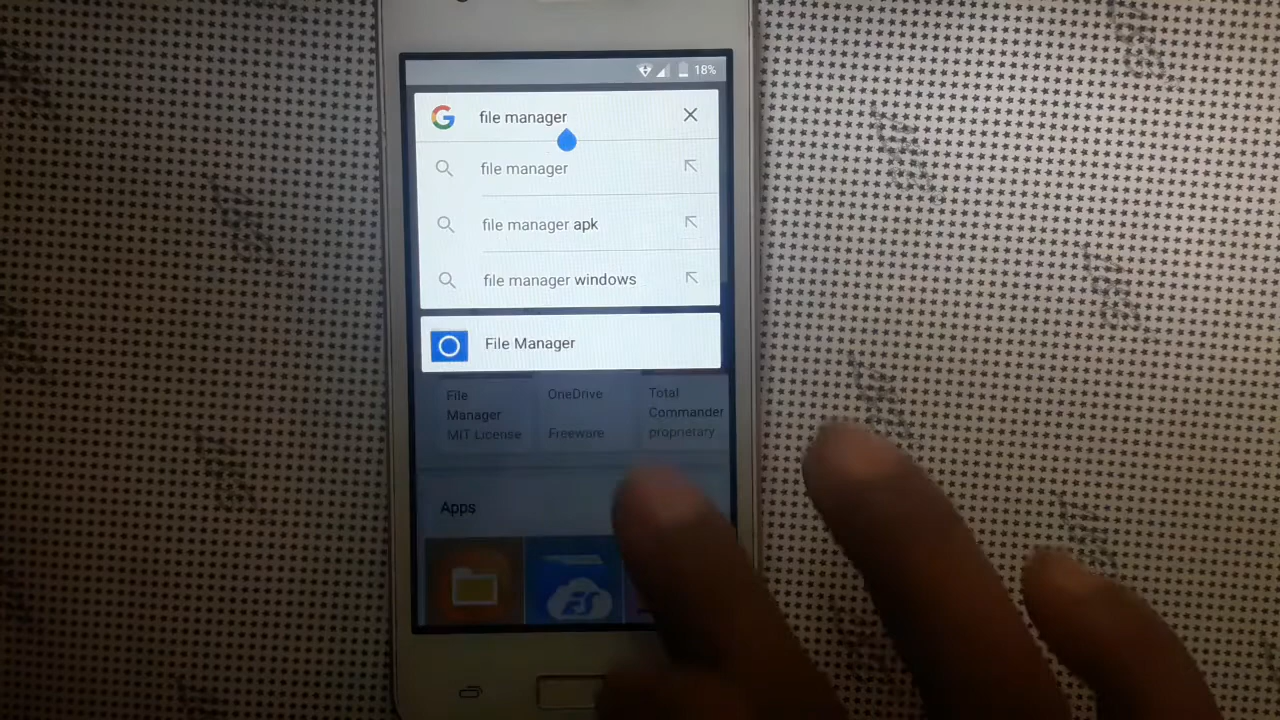 18%
file manager
file manager
file manager apk
file manager windows
File Manager
File
Manager
MIT License
OneDrive
Freeware
Total
Commander
proprietary
Apps
ES